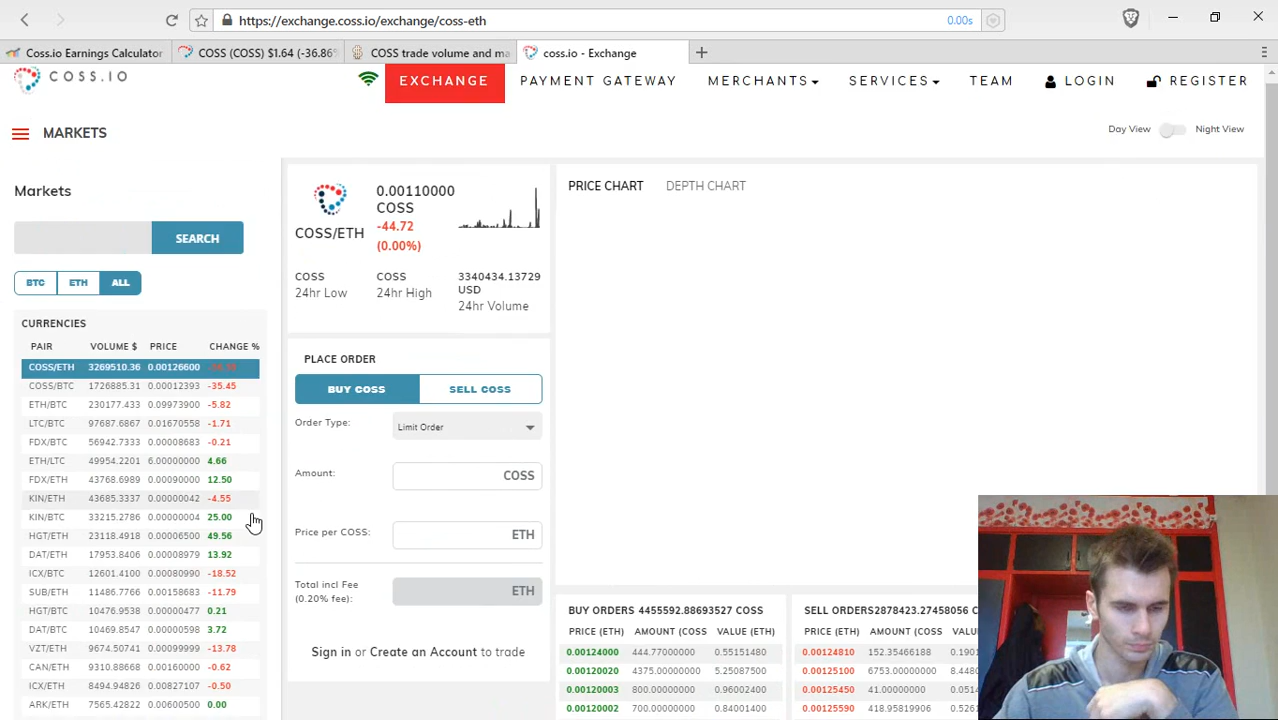 https://exchange.coss.io/exchange/coss-eth
0.00s
Coss.io Earnings Calculator
COSS (COSS) $1.64 (-36.86%
COSS trade volume and ma
coss.io - Exchange
COSS.IO
EXCHANGE
PAYMENT GATEWAY
MERCHANTS
SERVICES
TEAM
LOGIN
REGISTER
MARKETS
Day View
Night View
Markets
SEARCH
BTC ETH ALL
CURRENCIES
PAIR VOLUME $ PRICE CHANGE %
COSS/ETH 3269510.36 0.00126600
COSS/BTC 1726885.31 0.00012393 -35.45
ETH/BTC 230177.433 0.09973900 -5.82
LTC/BTC 97687.6867 0.01670558 -1.71
FDX/BTC 56942.7333 0.00008683 -0.21
ETH/LTC 49954.2201 6.00000000 4.66
FDX/ETH 43768.6989 0.00090000 12.50
KIN/ETH 43685.3337 0.00000042 -4.55
KIN/BTC 33215.2786 0.00000004 25.00
HGT/ETH 23118.4918 0.00006500 49.56
DAT/ETH 17953.8406 0.00008979 13.92
ICX/BTC 12601.4100 0.00080990 -18.52
SUB/ETH 11486.7766 0.00158683 -11.79
HGT/BTC 10476.9538 0.00000477 0.21
DAT/BTC 10469.8547 0.00000598 3.72
VZT/ETH 9674.50741 0.00099999 -13.78
CAN/ETH 9310.88668 0.00160000 -0.62
ICX/ETH 8494.94826 0.00827107 -0.50
ARK/ETH 7565.42822 0.00600500 0.00
COSS/ETH
0.00110000
COSS
-44.72
(0.00%)
COSS
24hr Low
COSS
24hr High
3340434.13729
USD
24hr Volume
PLACE ORDER
BUY COSS
SELL COSS
Order Type:
Limit Order
Amount:
COSS
Price per COSS:
ETH
Total incl Fee
(0.20% fee):
ETH
Sign in or Create an Account to trade
PRICE CHART
DEPTH CHART
BUY ORDERS 4455592.88693527 COSS
PRICE (ETH) AMOUNT (COSS VALUE (ETH)
0.00124000 444.77000000 0.55151480
0.00120020 4375.00000000 5.25087500
0.00120003 800.00000000 0.96002400
0.00120002 700.00000000 0.84001400
SELL ORDERS2878423.27458056 C
PRICE (ETH) AMOUNT (COSS VALU
0.00124810 152.35466188 0.1901
0.00125100 6753.00000000 8.4480
0.00125450 41.00000000 0.0514
0.00125590 418.95819906 0.5261